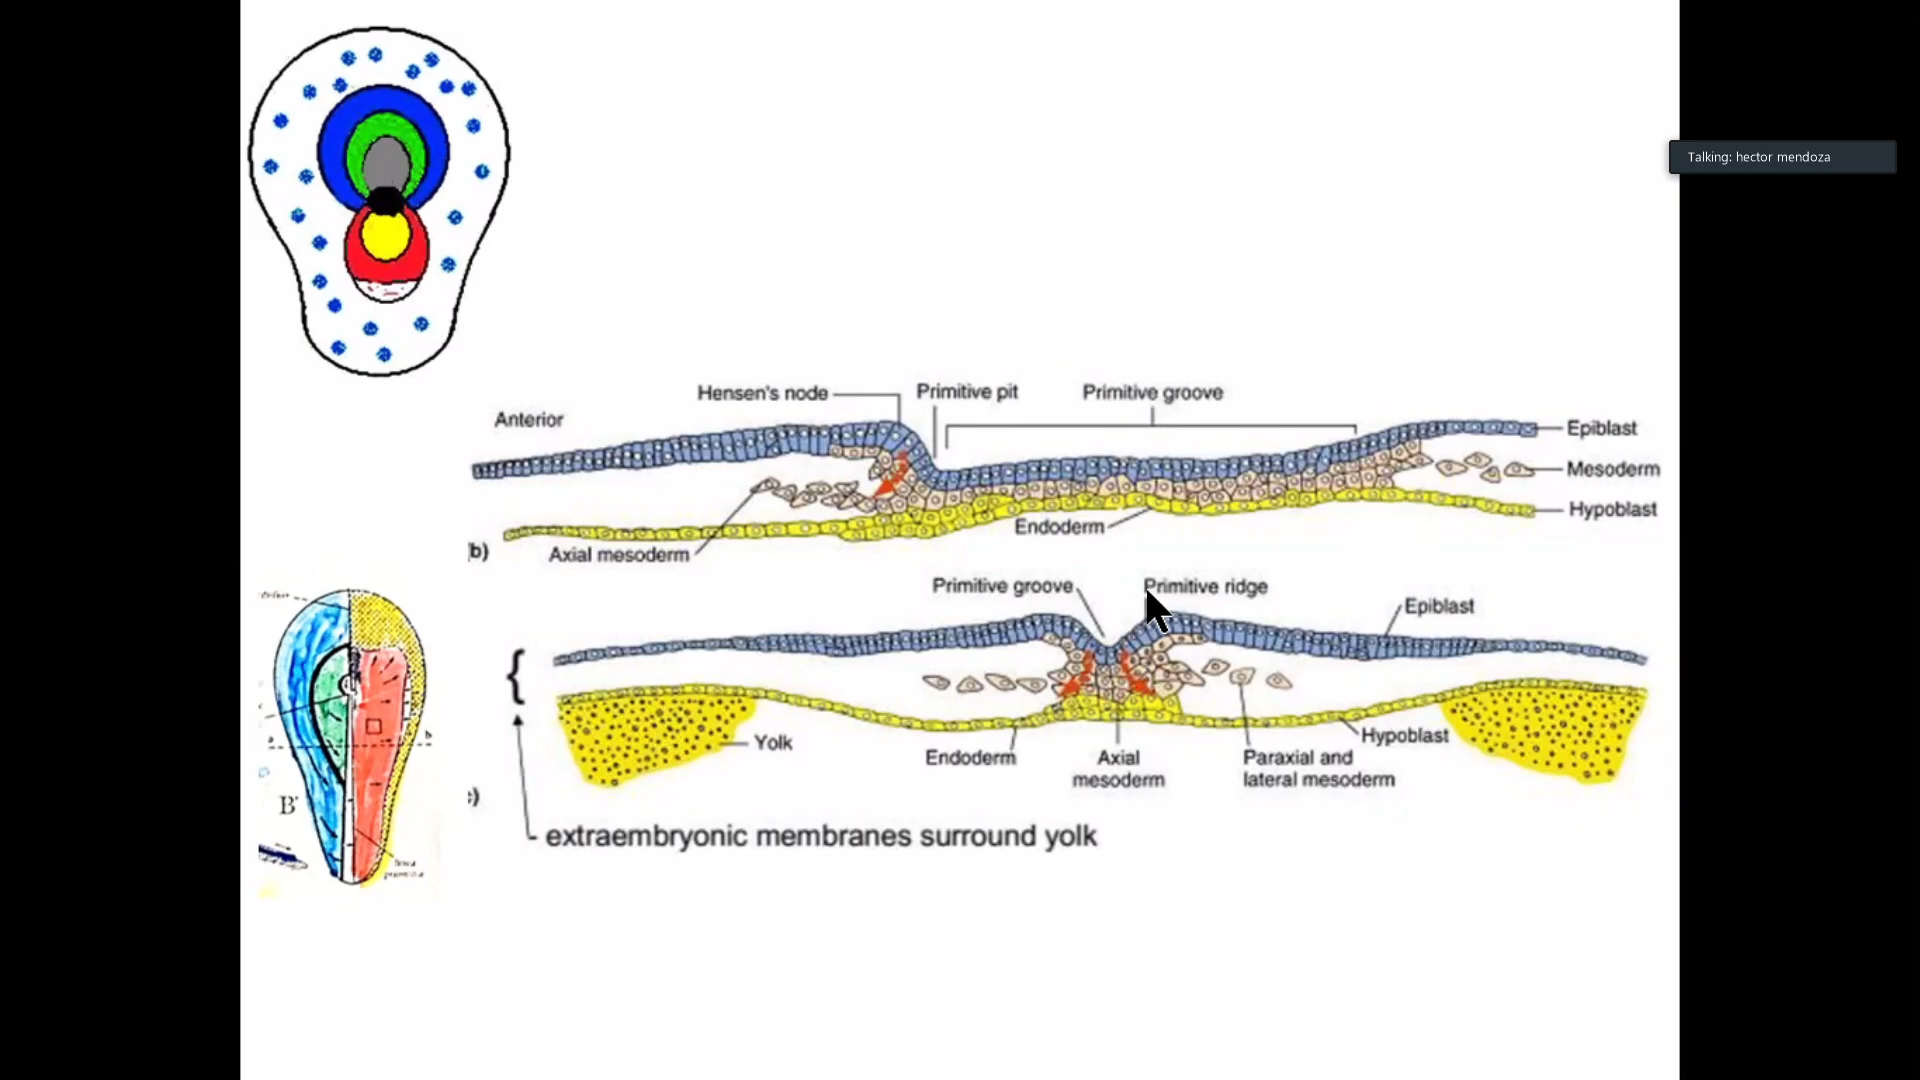 Talking: hector mendoza
Hensen's node
Primitive pit
Primitive groove
Anterior
Epiblast
Mesoderm
Hypoblast
Endoderm
Axial mesoderm
b)
Primitive groove
Primitive ridge
Epiblast
Yolk
Endoderm
Axial
mesoderm
Paraxial and
lateral mesoderm
Hypoblast
c)
{
extraembryonic membranes surround yolk
a
b
B'